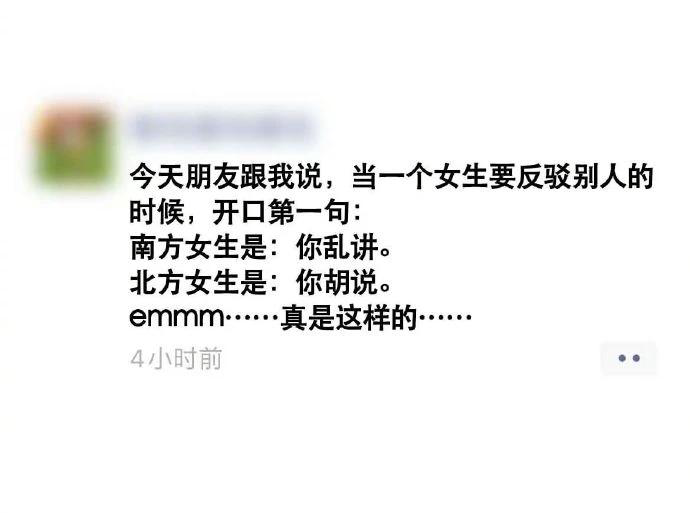 今天朋友跟我说，当一个女生要反驳别人的
时候，开口第一句：
南方女生是：你乱讲。
北方女生是：你胡说。
emmm……真是这样的……
4小时前